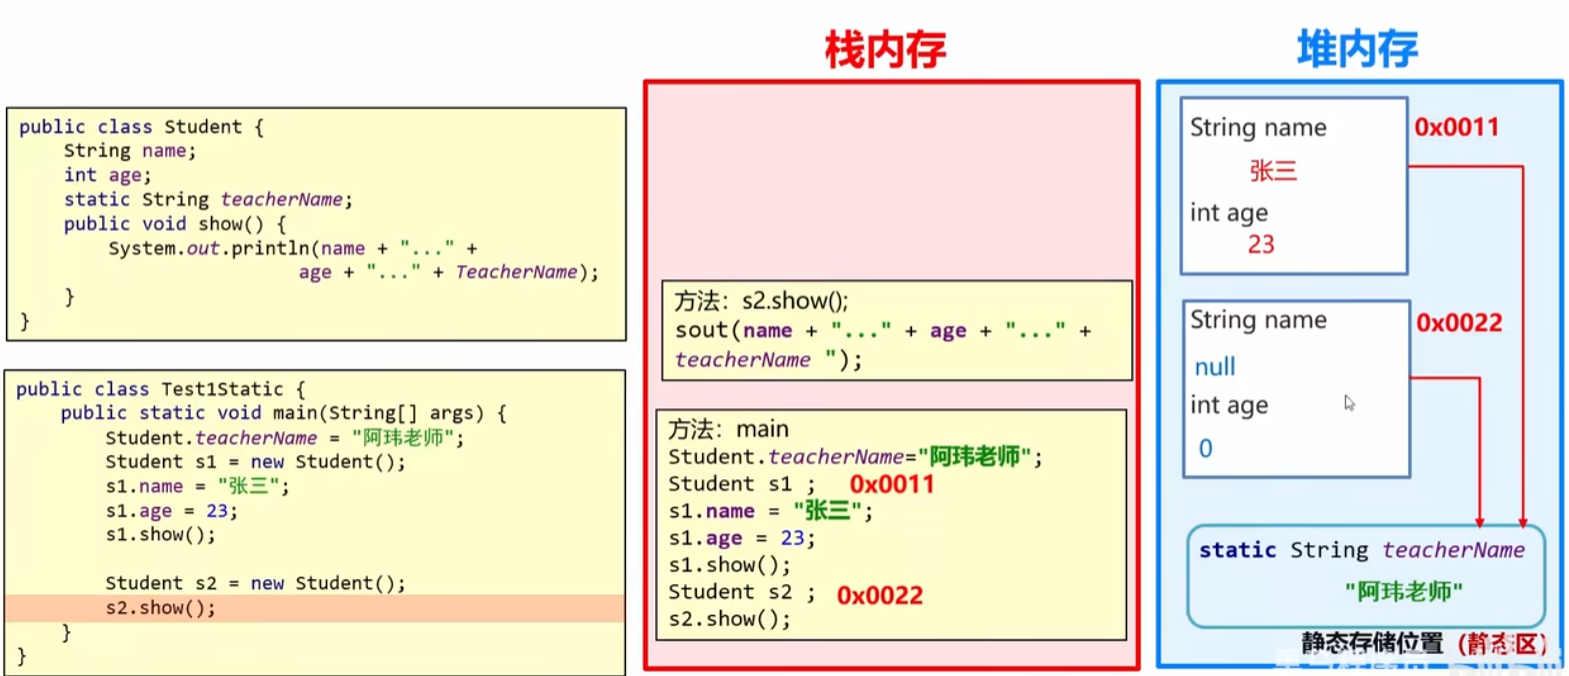 栈内存
堆内存
public class Student {
String name;
int age;
static String teacherName;
public void show() {
System.out.println(name + "..." +
age + "..." + TeacherName);
}
}
public class Test1Static {
public static void main(String[] args) {
Student.teacherName = "阿玮老师";
Student s1 = new Student();
s1.name = "张三";
s1.age = 23;
s1.show();
Student s2 = new Student();
s2.show();
}
}
方法：s2.show();
sout(name + "..." + age + "..." +
teacherName ");
方法：main
Student.teacherName="阿玮老师";
Student s1 ; 0x0011
s1.name = "张三";
s1.age = 23;
s1.show();
Student s2 ; 0x0022
s2.show();
String name
0x0011
张三
int age
23
String name
0x0022
null
int age
0
static String teacherName
"阿玮老师"
静态存储位置（静态区）